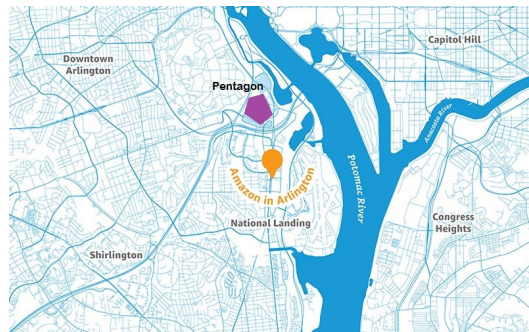 Capitol Hill
Downtown
Arlington
Pentagon
Anacostia River
Amazon in Arlington
Potomac River
National Landing
Congress
Heights
Shirlington